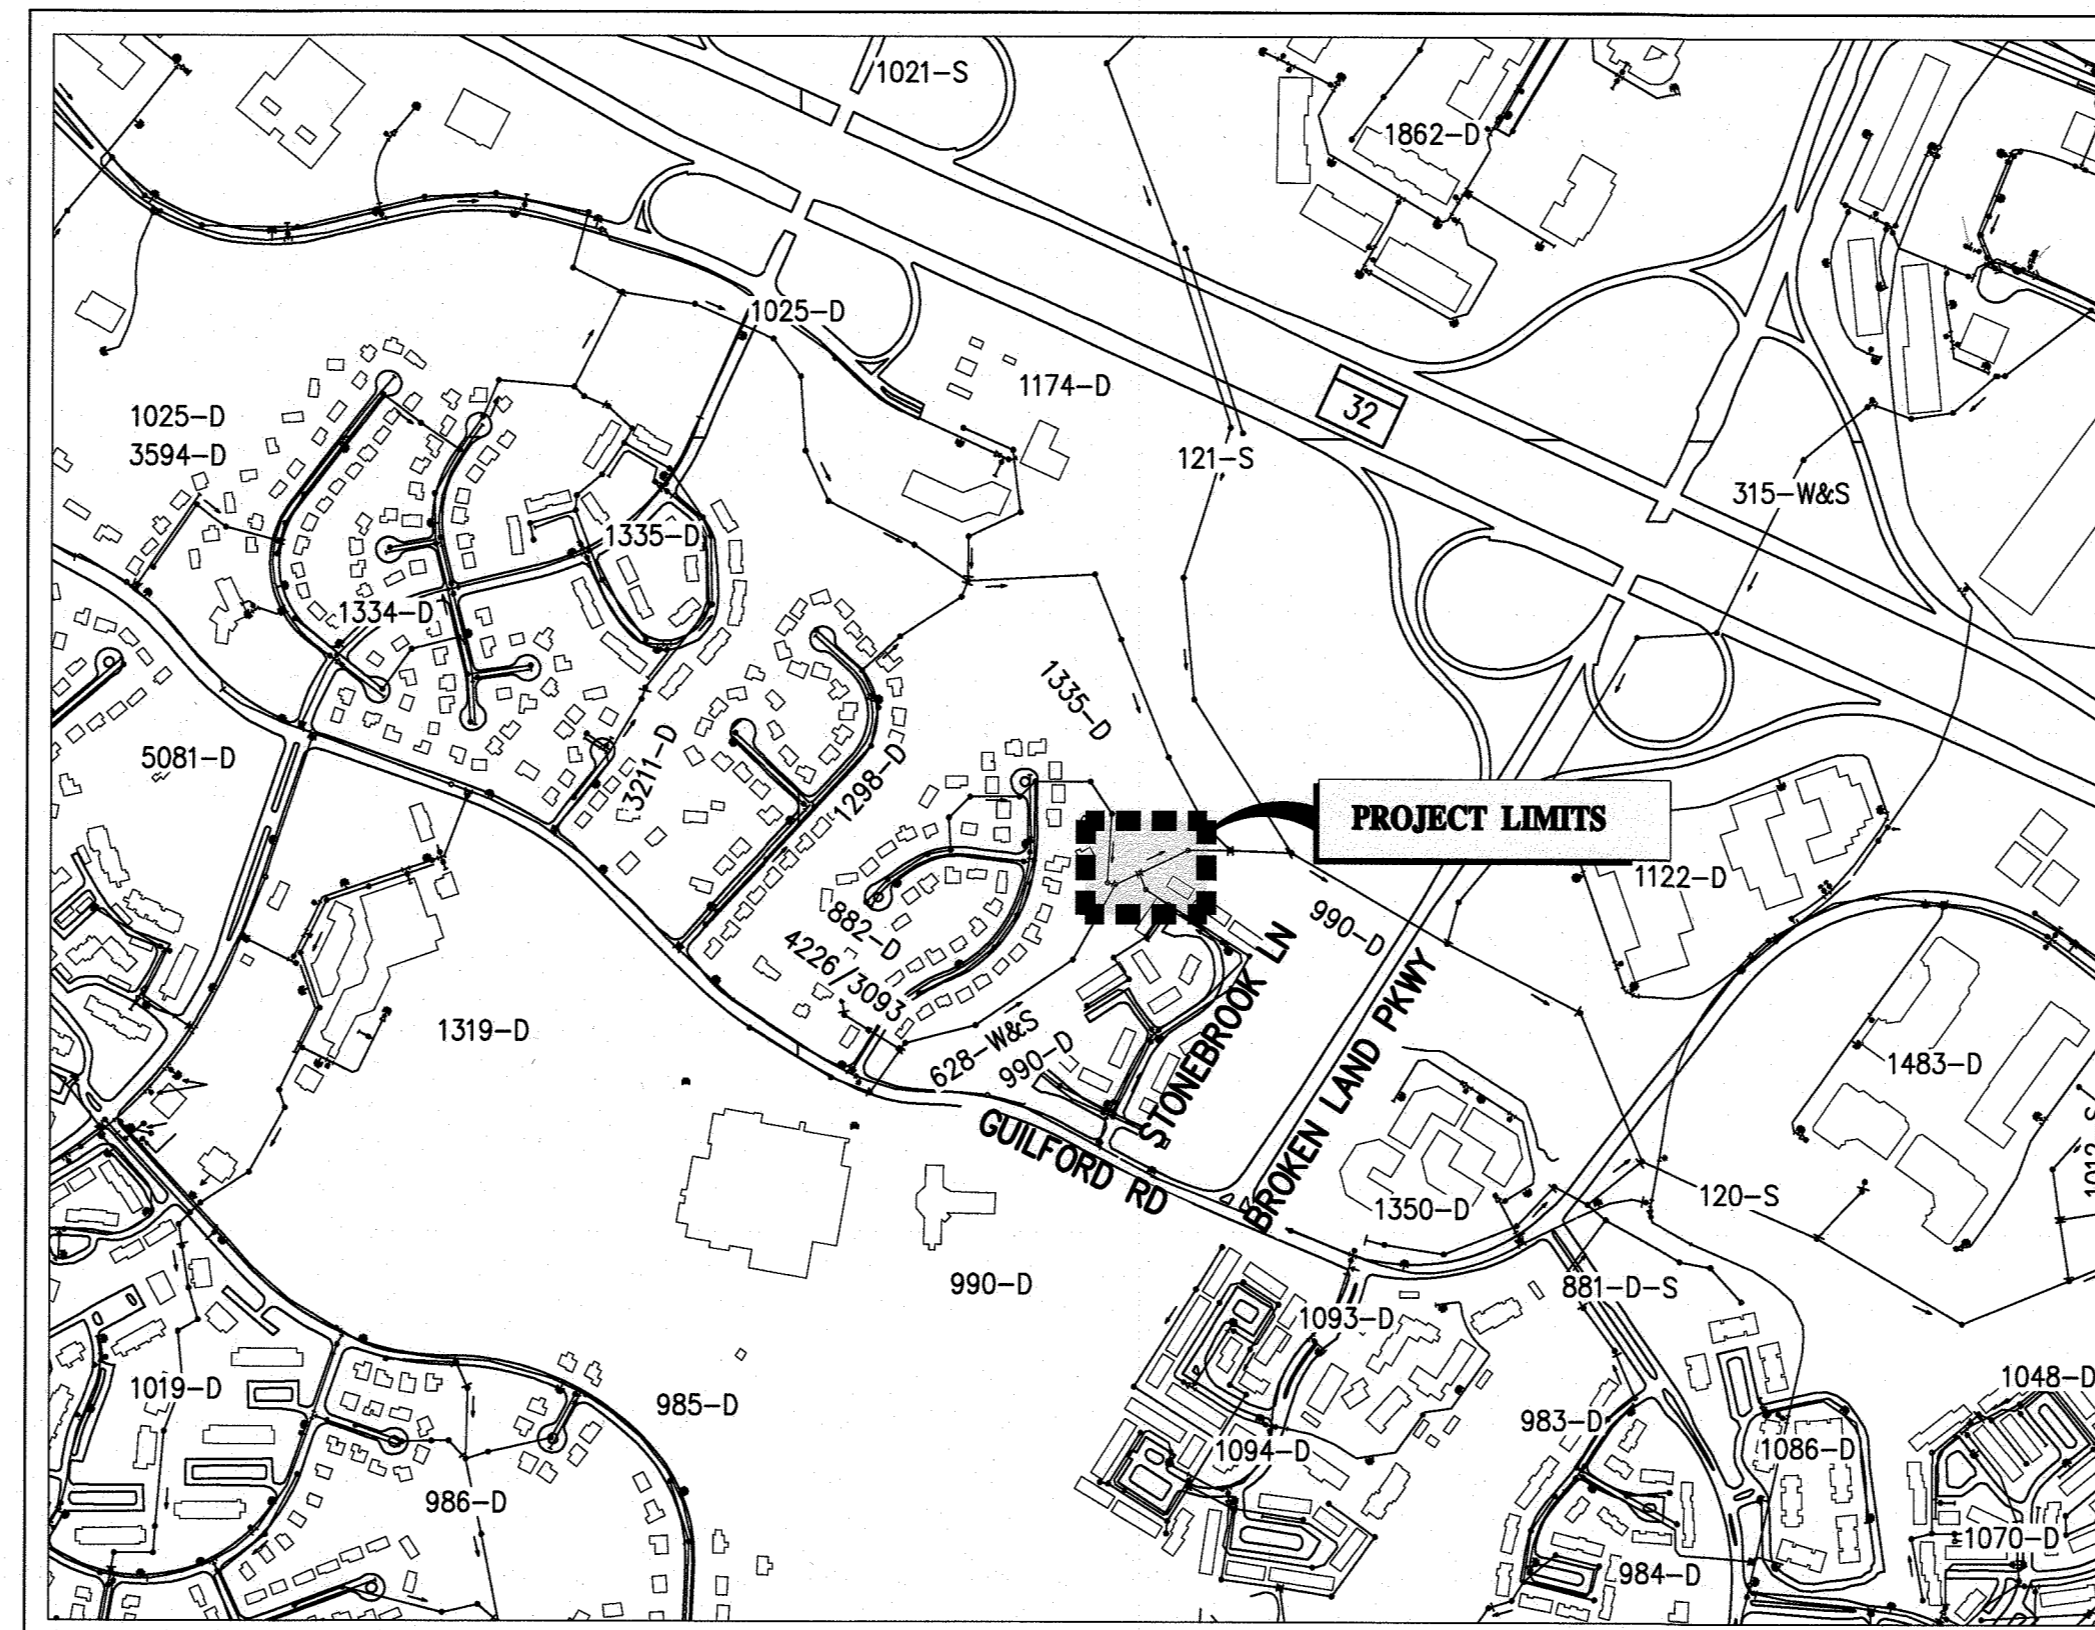 1021-S
1862-D
1025-D
1174-D
32
1025-D
3594-D
121-S
315-W&S
1335-D
1334-D
1335-D
5081-D
3211-D
1298-D
PROJECT LIMITS
1122-D
882-D
4226/3093
990-D
1319-D
628-W&S
990-D
STONEBROOK LN
BROKEN LAND PKWY
GUILFORD RD
1483-D
1350-D
120-S
990-D
881-D-S
1093-D
1019-D
985-D
1048-D
983-D
1094-D
1086-D
986-D
1070-D
984-D